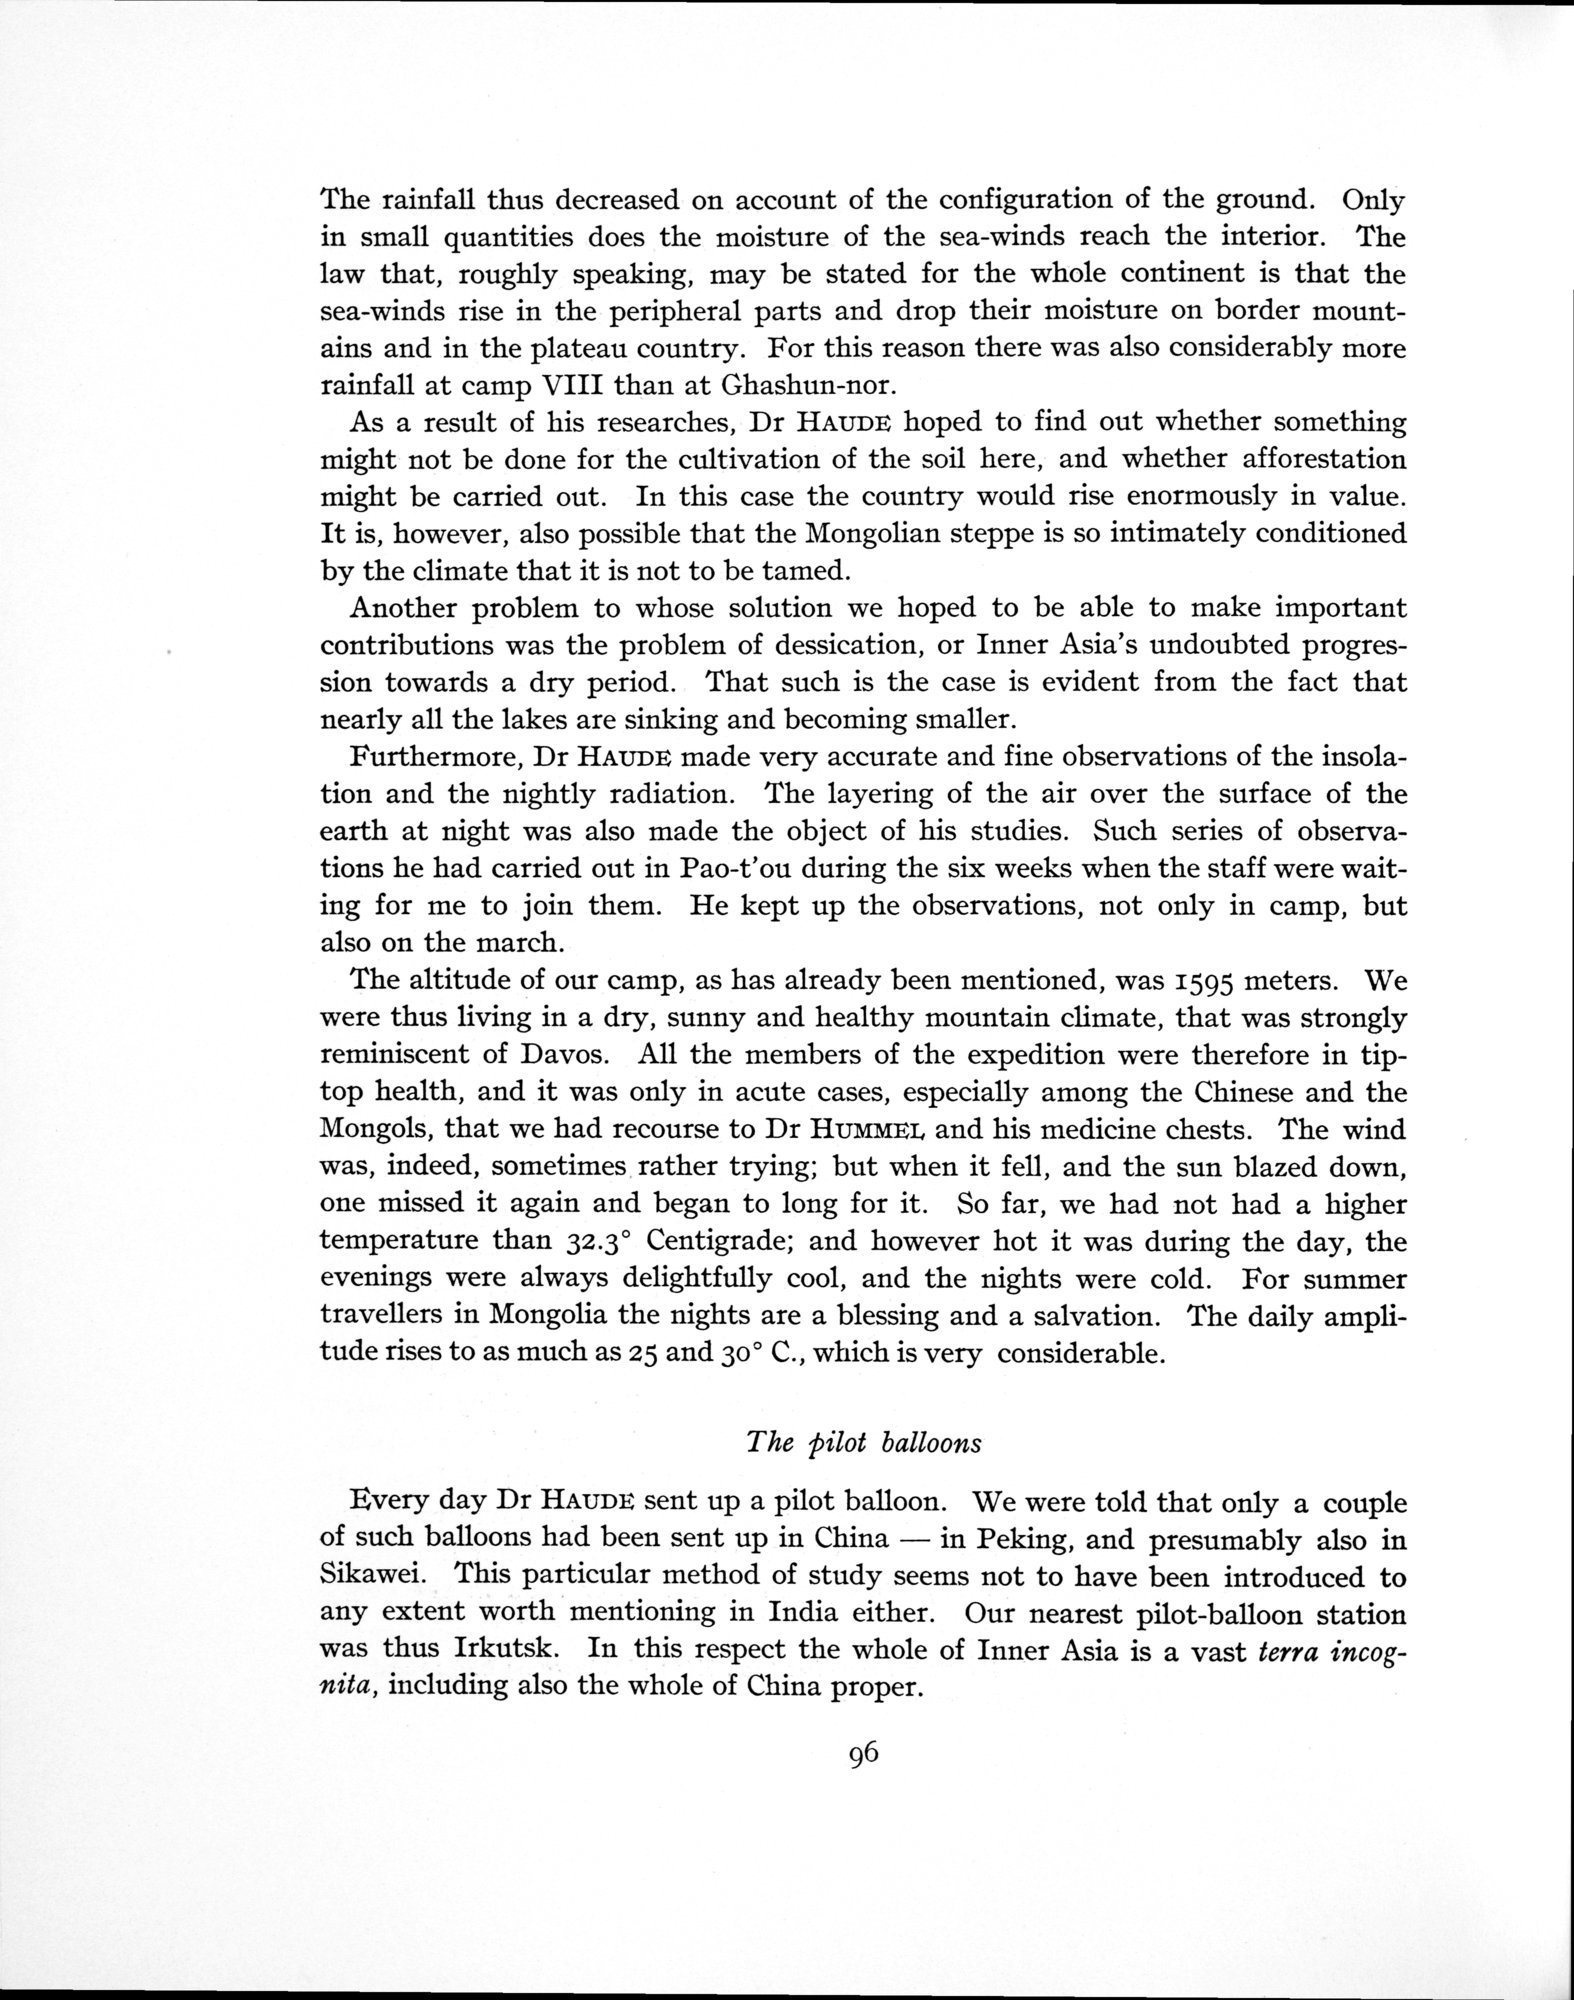 The rainfall thus decreased on account of the configuration of the ground. Only
in small quantities does the moisture of the sea-winds reach the interior. The
law that, roughly speaking, may be stated for the whole continent is that the
sea-winds rise in the peripheral parts and drop their moisture on border mount-
ains and in the plateau country. For this reason there was also considerably more
rainfall at camp VIII than at Ghashun-nor.
As a result of his researches, Dr HAUDE hoped to find out whether something
might not be done for the cultivation of the soil here, and whether afforestation
might be carried out. In this case the country would rise enormously in value.
It is, however, also possible that the Mongolian steppe is so intimately conditioned
by the climate that it is not to be tamed.
Another problem to whose solution we hoped to be able to make important
contributions was the problem of dessication, or Inner Asia's undoubted progres-
sion towards a dry period. That such is the case is evident from the fact that
nearly all the lakes are sinking and becoming smaller.
Furthermore, Dr HAUDE made very accurate and fine observations of the insola-
tion and the nightly radiation. The layering of the air over the surface of the
earth at night was also made the object of his studies. Such series of observa-
tions he had carried out in Pao-t'ou during the six weeks when the staff were wait-
ing for me to join them. He kept up the observations, not only in camp, but
also on the march.
The altitude of our camp, as has already been mentioned, was 1595 meters. We
were thus living in a dry, sunny and healthy mountain climate, that was strongly
reminiscent of Davos. All the members of the expedition were therefore in tip-
top health, and it was only in acute cases, especially among the Chinese and the
Mongols, that we had recourse to Dr HUMMEL and his medicine chests. The wind
was, indeed, sometimes rather trying; but when it fell, and the sun blazed down,
one missed it again and began to long for it. So far, we had not had a higher
temperature than 32.3° Centigrade; and however hot it was during the day, the
evenings were always delightfully cool, and the nights were cold. For summer
travellers in Mongolia the nights are a blessing and a salvation. The daily ampli-
tude rises to as much as 25 and 30° C., which is very considerable.
The pilot balloons
Every day Dr HAUDE sent up a pilot balloon. We were told that only a couple
of such balloons had been sent up in China — in Peking, and presumably also in
Sikawei. This particular method of study seems not to have been introduced to
any extent worth mentioning in India either. Our nearest pilot-balloon station
was thus Irkutsk. In this respect the whole of Inner Asia is a vast terra incog-
nita, including also the whole of China proper.
96